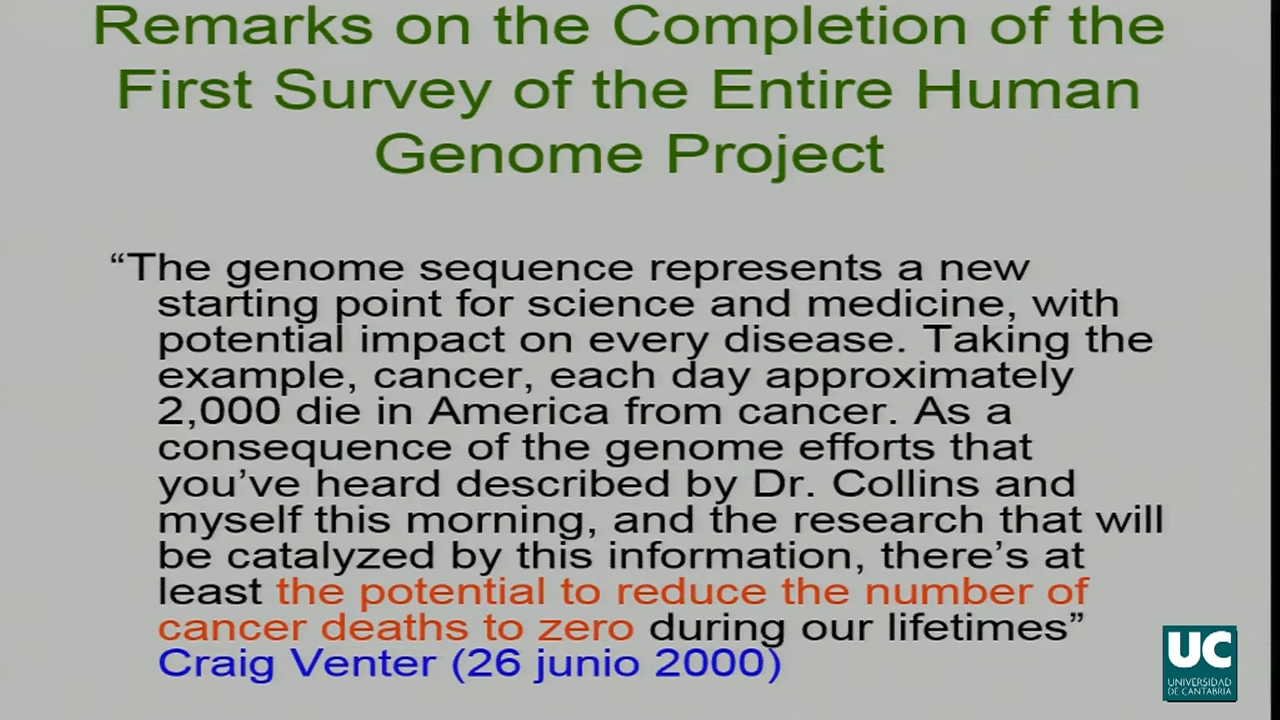 Remarks on the Completion of the
First Survey of the Entire Human
Genome Project
“The genome sequence represents a new
starting point for science and medicine, with
potential impact on every disease. Taking the
example, cancer, each day approximately
2,000 die in America from cancer. As a
consequence of the genome efforts that
you’ve heard described by Dr. Collins and
myself this morning, and the research that will
be catalyzed by this information, there’s at
least the potential to reduce the number of
cancer deaths to zero during our lifetimes”
Craig Venter (26 junio 2000)
UC
UNIVERSIDAD
DE CANTABRIA